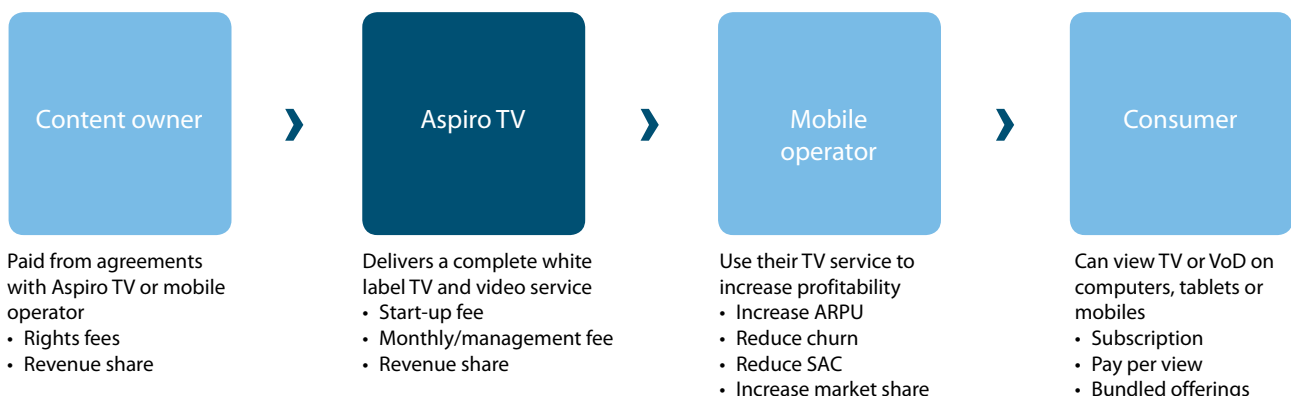 Content owner
Aspiro TV
Mobile
operator
Consumer
Paid from agreements
with Aspiro TV or mobile
operator
• Rights fees
• Revenue share
Delivers a complete white
label TV and video service
• Start-up fee
• Monthly/management fee
• Revenue share
Use their TV service to
increase profitability
• Increase ARPU
• Reduce churn
• Reduce SAC
• Increase market share
Can view TV or VoD on
computers, tablets or
mobiles
• Subscription
• Pay per view
• Bundled offerings